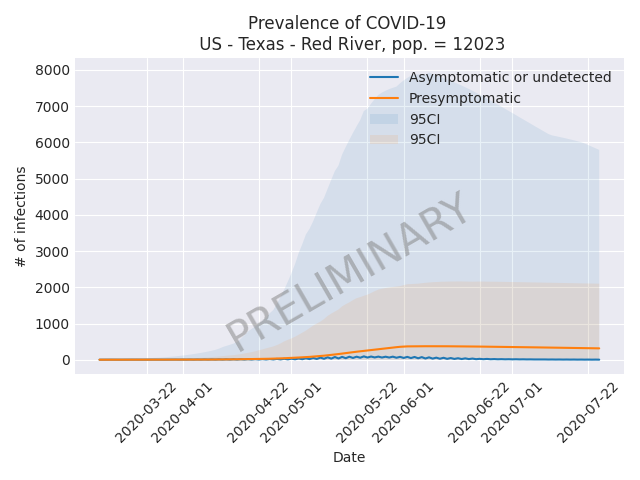 Prevalence of COVID-19
US - Texas - Red River, pop. = 12023
8000
7000
6000
5000
4000
3000
2000
1000
0
# of infections
Asymptomatic or undetected
Presymptomatic
95CI
95CI
PRELIMINARY
2020-03-22
2020-04-01
2020-04-22
2020-05-01
2020-05-22
2020-06-01
2020-06-22
2020-07-01
2020-07-22
Date